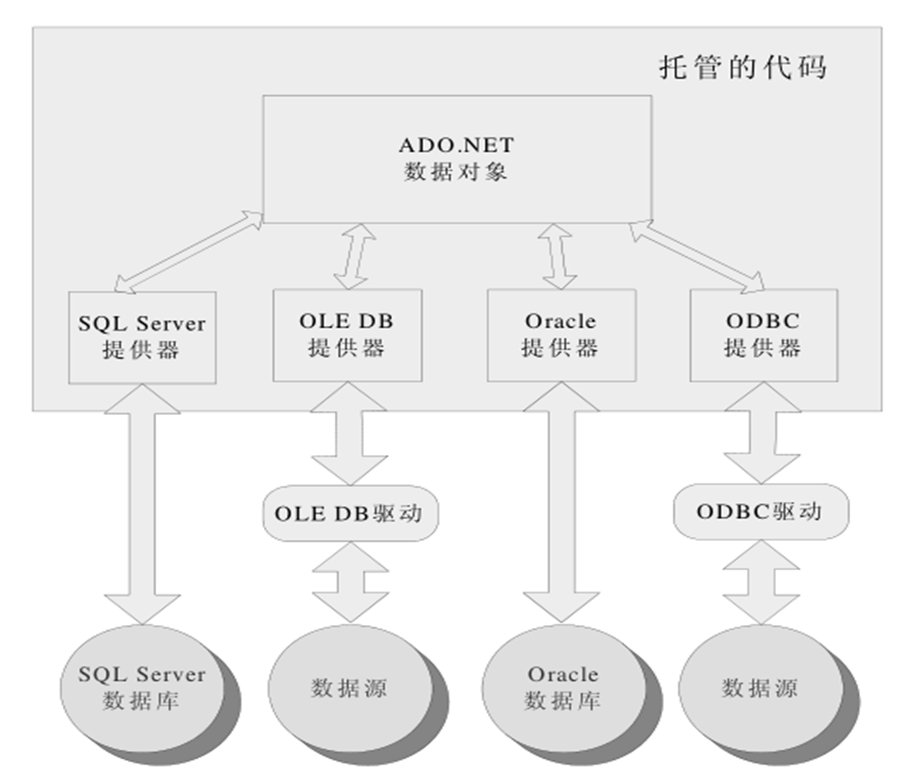 托管的代码
ADO.NET
数据对象
SQL Server
提供器
OLE DB
提供器
Oracle
提供器
ODBC
提供器
OLE DB驱动
ODBC驱动
SQL Server
数据库
数据源
Oracle
数据库
数据源